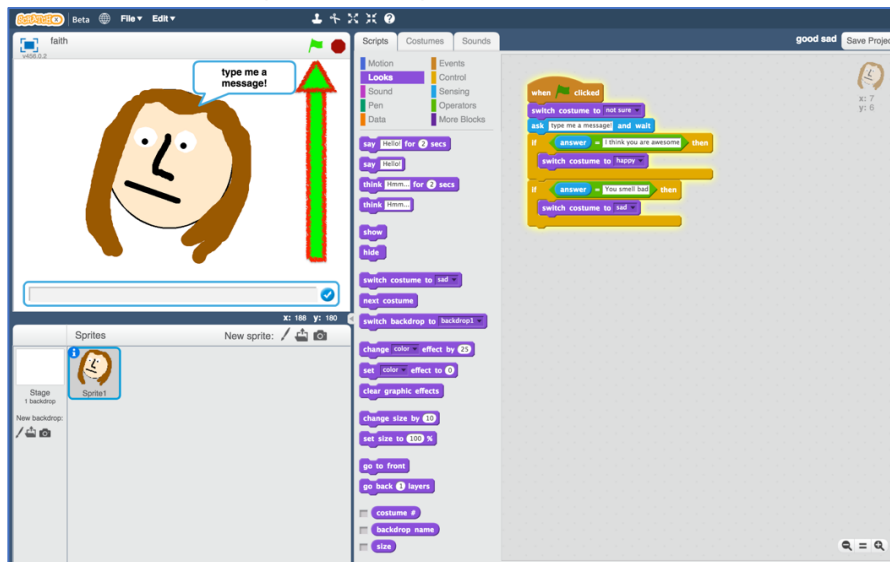 SCRATCH Beta File▾ Edit▾
faith
v456.0.2
type me a
message!
X: 186 y: 180
Sprites New sprite:
Stage
1 backdrop
New backdrop:
Sprite1
Scripts Costumes Sounds
good sad Save Projec
Motion Events
Looks Control
Sound Sensing
Pen Operators
Data More Blocks
say Hello! for 2 secs
say Hello!
think Hmm... for 2 secs
think Hmm...
show
hide
switch costume to sad
next costume
switch backdrop to backdrop1
change color effect by 25
set color effect to 0
clear graphic effects
change size by 10
set size to 100 %
go to front
go back 1 layers
costume #
backdrop name
size
when clicked
switch costume to not sure
ask type me a message! and wait
if answer = I think you are awesome then
switch costume to happy
if answer = You smell bad then
switch costume to sad
x: 7
y: 6